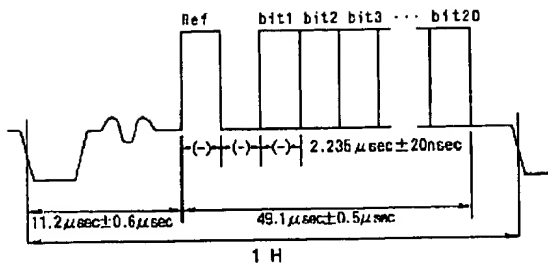 Ref
bit1 bit2 bit3 ··· bit20
(-) (-) (-) 2.235 μsec±20nsec
11.2μsec±0.6μsec
49.1μsec±0.5μsec
1 H